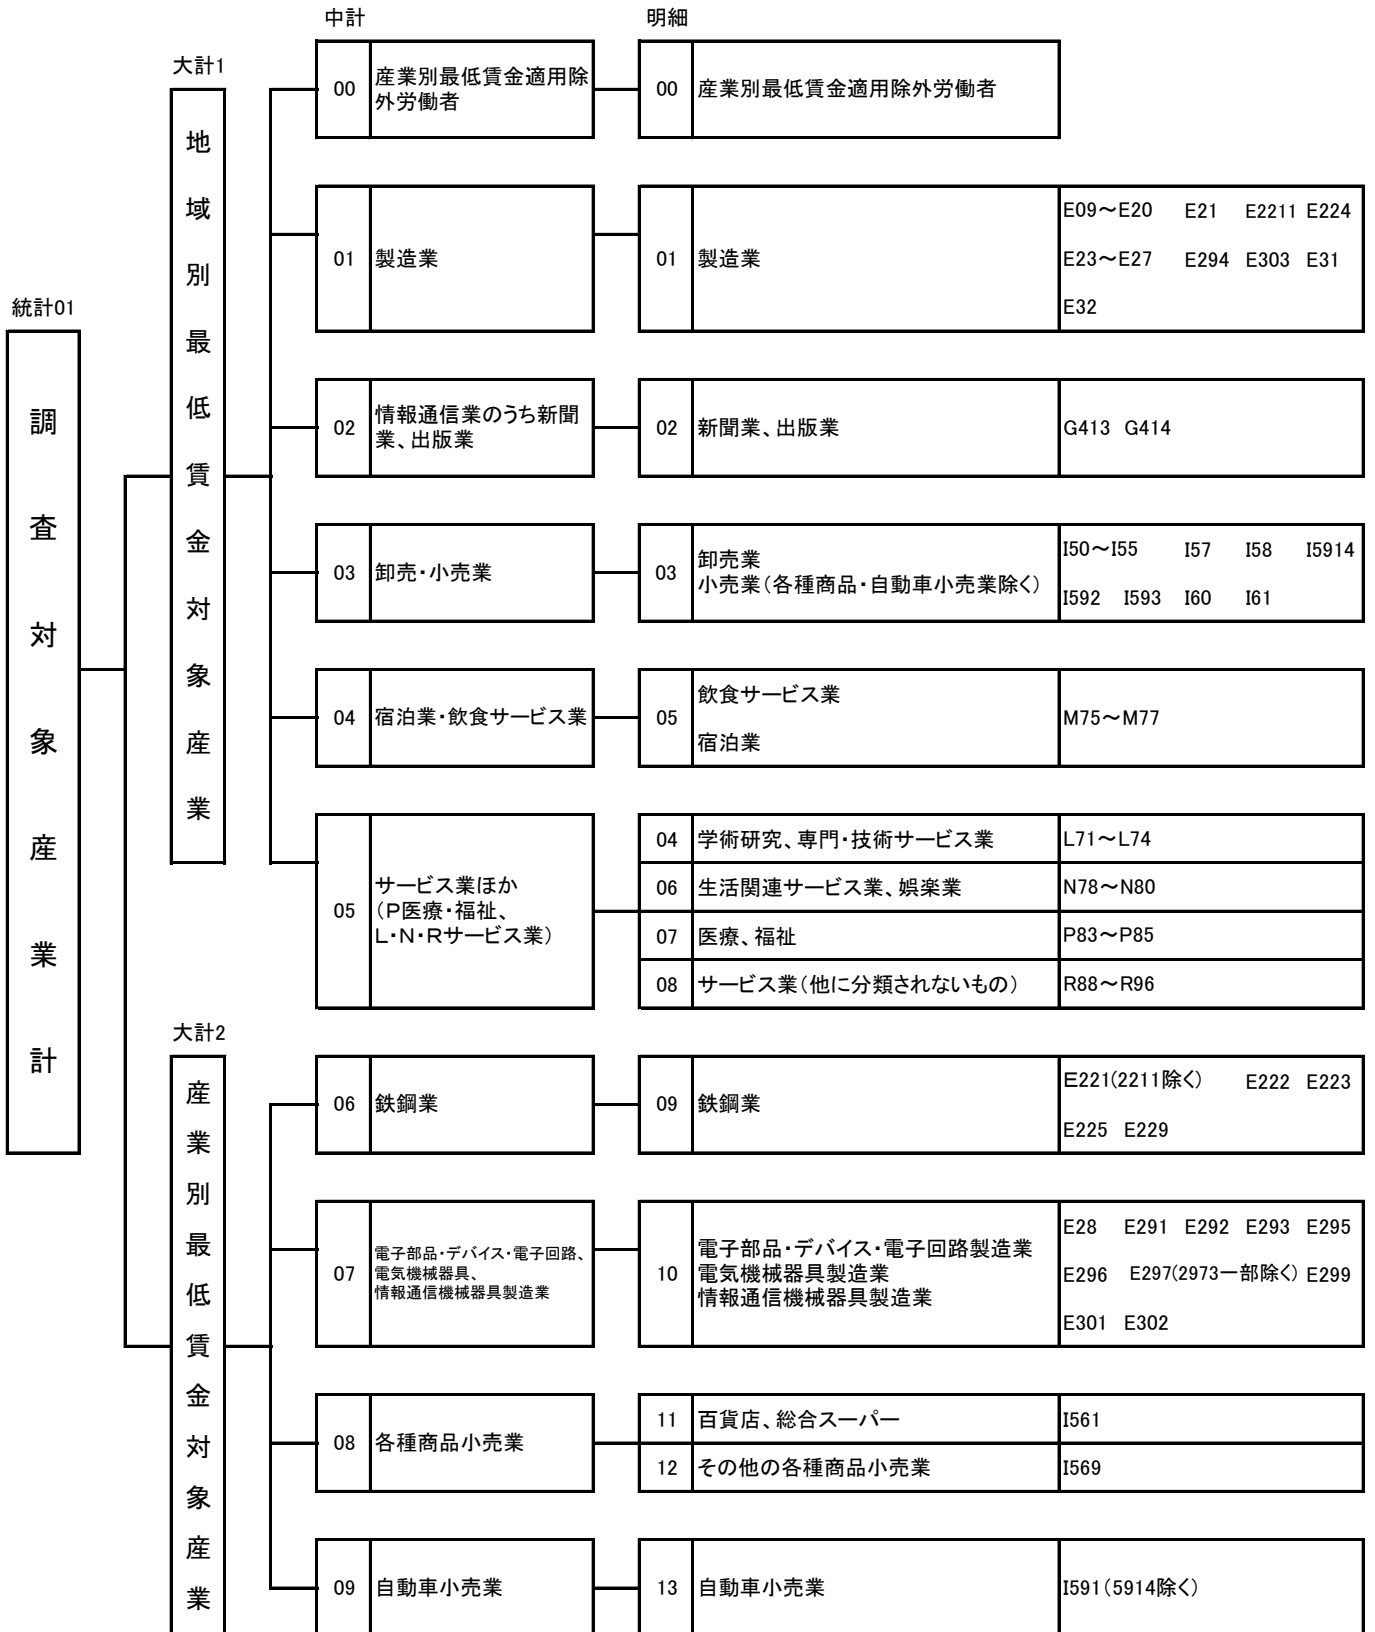 中計
明細
大計1
統計01
調査対象産業計
地域別最低賃金対象産業
00
産業別最低賃金適用除
外労働者
00
産業別最低賃金適用除外労働者
01
製造業
01
製造業
E09～E20 E21 E2211 E224
E23～E27 E294 E303 E31
E32
02
情報通信業のうち新聞
業、出版業
02
新聞業、出版業
G413 G414
03
卸売・小売業
03
卸売業
小売業(各種商品・自動車小売業除く)
I50～I55 I57 I58 I5914
I592 I593 I60 I61
04
宿泊業・飲食サービス業
05
飲食サービス業
宿泊業
M75～M77
05
サービス業ほか
(P医療・福祉、
L・N・Rサービス業)
04
学術研究、専門・技術サービス業
L71～L74
06
生活関連サービス業、娯楽業
N78～N80
07
医療、福祉
P83～P85
08
サービス業(他に分類されないもの)
R88～R96
大計2
産業別最低賃金対象産業
06
鉄鋼業
09
鉄鋼業
E221(2211除く) E222 E223
E225 E229
07
電子部品・デバイス・電子回路、
電気機械器具、
情報通信機械器具製造業
10
電子部品・デバイス・電子回路製造業
電気機械器具製造業
情報通信機械器具製造業
E28 E291 E292 E293 E295
E296 E297(2973一部除く) E299
E301 E302
08
各種商品小売業
11
百貨店、総合スーパー
I561
12
その他の各種商品小売業
I569
09
自動車小売業
13
自動車小売業
I591(5914除く)